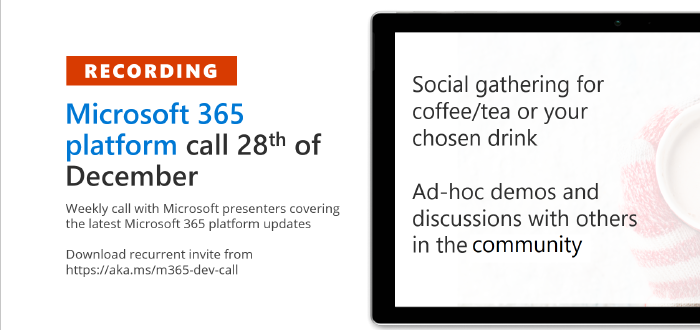 RECORDING
Microsoft 365
platform call 28th of
December
Weekly call with Microsoft presenters covering
the latest Microsoft 365 platform updates
Download recurrent invite from
https://aka.ms/m365-dev-call
Social gathering for
coffee/tea or your
chosen drink
Ad-hoc demos and
discussions with others
in the community